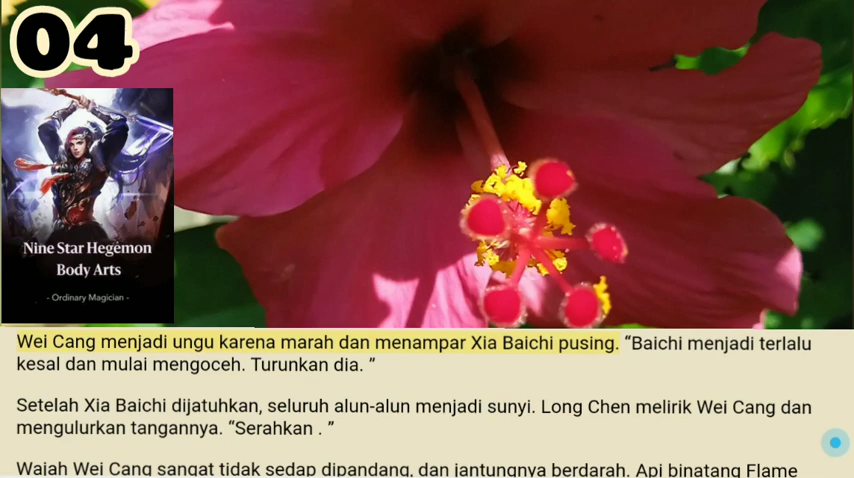 04
Nine Star Hegemon
Body Arts
- Ordinary Magician -
Wei Cang menjadi ungu karena marah dan menampar Xia Baichi pusing. “Baichi menjadi terlalu
kesal dan mulai mengoceh. Turunkan dia. ”
Setelah Xia Baichi dijatuhkan, seluruh alun-alun menjadi sunyi. Long Chen melirik Wei Cang dan
mengulurkan tangannya. “Serahkan . ”
Wajah Wei Cang sangat tidak sedap dipandang, dan jantungnya berdarah. Api binatang Flame